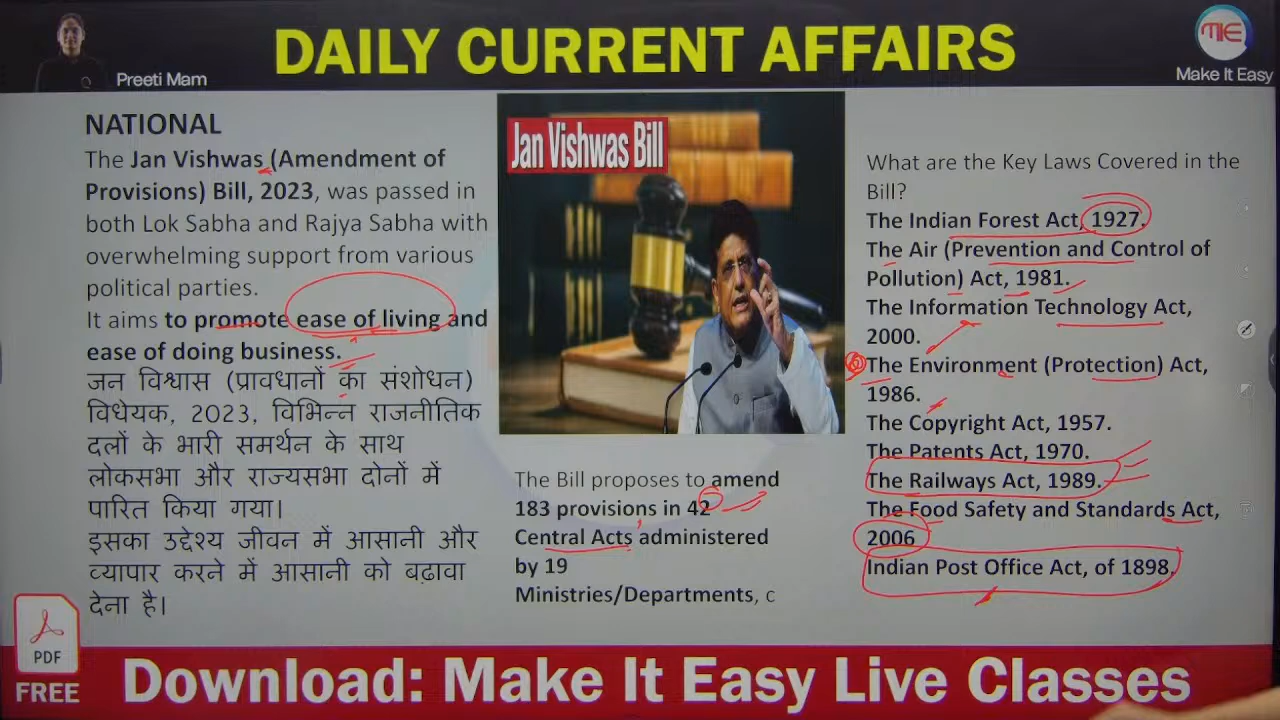 DAILY CURRENT AFFAIRS
Preeti Mam
MIE
Make It Easy
NATIONAL
The Jan Vishwas (Amendment of
Provisions) Bill, 2023, was passed in
both Lok Sabha and Rajya Sabha with
overwhelming support from various
political parties.
It aims to promote ease of living and
ease of doing business.
जन विश्वास (प्रावधानों का संशोधन)
विधेयक, 2023, विभिन्न राजनीतिक
दलों के भारी समर्थन के साथ
लोकसभा और राज्यसभा दोनों में
पारित किया गया।
इसका उद्देश्य जीवन में आसानी और
व्यापार करने में आसानी को बढ़ावा
देना है।
Jan Vishwas Bill
The Bill proposes to amend
183 provisions in 42
Central Acts administered
by 19
Ministries/Departments, c
What are the Key Laws Covered in the
Bill?
The Indian Forest Act, 1927.
The Air (Prevention and Control of
Pollution) Act, 1981.
The Information Technology Act,
2000.
The Environment (Protection) Act,
1986.
The Copyright Act, 1957.
The Patents Act, 1970.
The Railways Act, 1989.
The Food Safety and Standards Act,
2006
Indian Post Office Act, of 1898,
PDF
FREE
Download: Make It Easy Live Classes